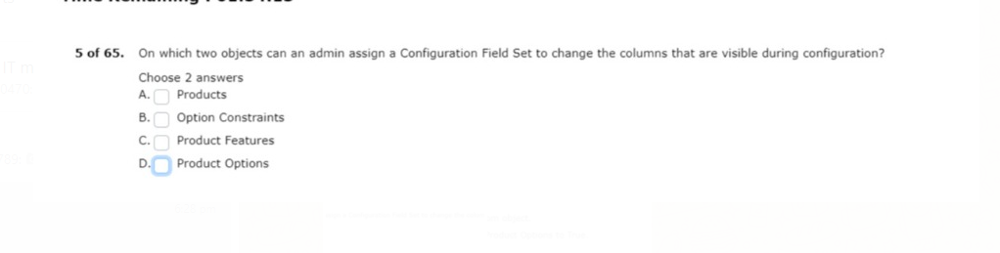 5 of 65. On which two objects can an admin assign a Configuration Field Set to change the columns that are visible during configuration?
Choose 2 answers
A. Products
B. Option Constraints
C. Product Features
D. Product Options